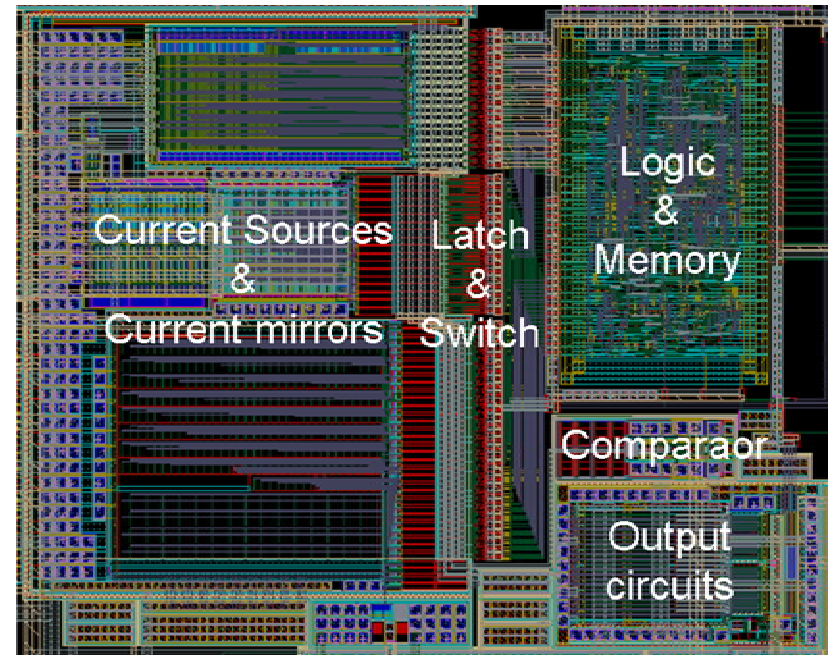 Current Sources
&
Current mirrors
Latch
&
Switch
Logic
&
Memory
Comparaor
Output
circuits